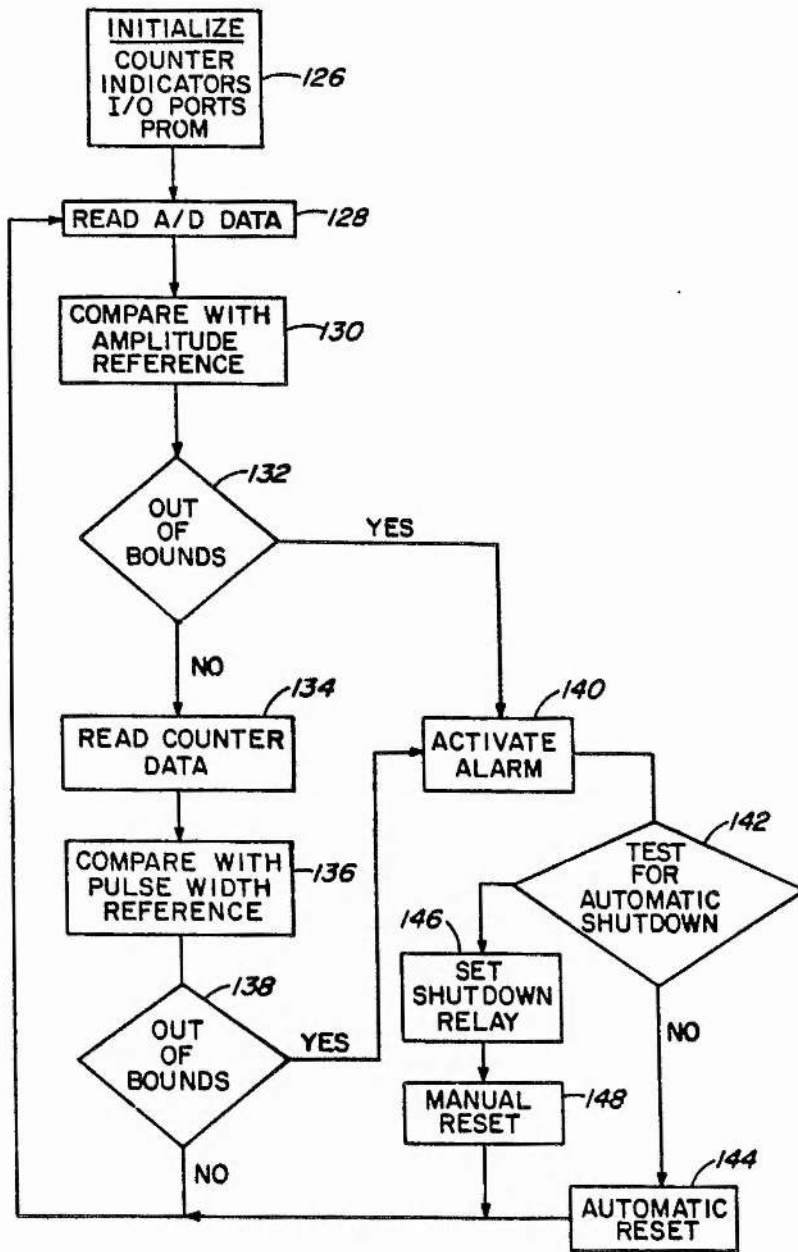 INITIALIZE
COUNTER
INDICATORS
I/O PORTS
PROM
126
READ A/D DATA
128
COMPARE WITH
AMPLITUDE
REFERENCE
130
132
OUT
OF
BOUNDS
YES
NO
134
READ COUNTER
DATA
140
ACTIVATE
ALARM
COMPARE WITH
PULSE WIDTH
REFERENCE
136
142
TEST
FOR
AUTOMATIC
SHUTDOWN
138
OUT
OF
BOUNDS
YES
NO
146
SET
SHUTDOWN
RELAY
NO
MANUAL
RESET
148
144
AUTOMATIC
RESET